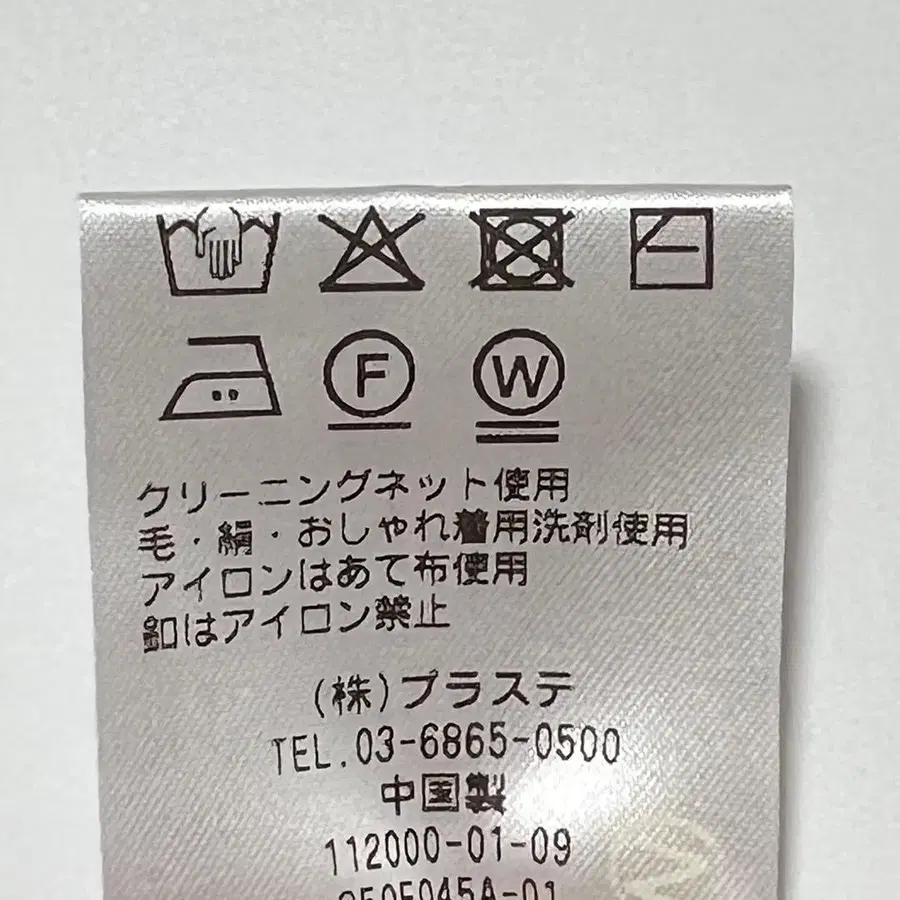 F W
クリーニングネット使用
毛・絹・おしゃれ着用洗剤使用
アイロンはあて布使用
釦はアイロン禁止
(株)プラステ
TEL.03-6865-0500
中国製
112000-01-09